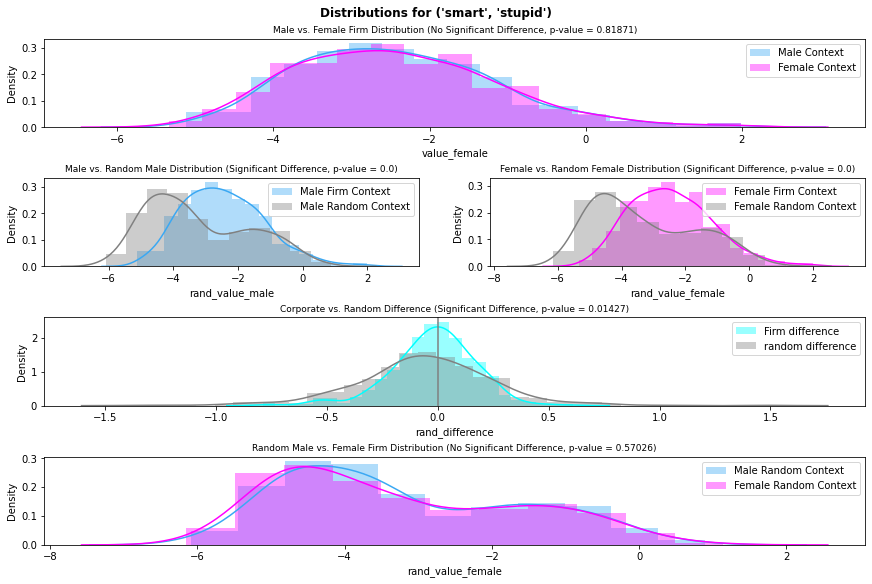 Distributions for ('smart', 'stupid')
Male vs. Female Firm Distribution (No Significant Difference, p-value = 0.81871)
Density
0.0
0.1
0.2
0.3
Male Context
Female Context
−6
−4
−2
0
2
value_female
Male vs. Random Male Distribution (Significant Difference, p-value = 0.0)
Density
0.0
0.1
0.2
0.3
Male Firm Context
Male Random Context
−6
−4
−2
0
2
rand_value_male
Female vs. Random Female Distribution (Significant Difference, p-value = 0.0)
Density
0.0
0.1
0.2
0.3
Female Firm Context
Female Random Context
−8
−6
−4
−2
0
2
rand_value_female
Corporate vs. Random Difference (Significant Difference, p-value = 0.01427)
Density
0
1
2
Firm difference
random difference
−1.5
−1.0
−0.5
0.0
0.5
1.0
1.5
rand_difference
Random Male vs. Female Firm Distribution (No Significant Difference, p-value = 0.57026)
Density
0.0
0.1
0.2
0.3
Male Random Context
Female Random Context
−8
−6
−4
−2
0
2
rand_value_female